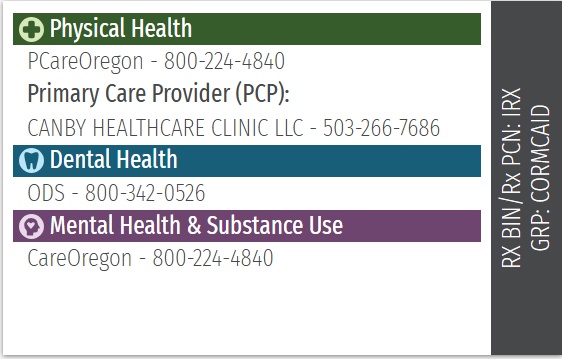 Physical Health
PCareOregon - 800-224-4840
Primary Care Provider (PCP):
CANBY HEALTHCARE CLINIC LLC - 503-266-7686
Dental Health
ODS - 800-342-0526
Mental Health & Substance Use
CareOregon - 800-224-4840
RX BIN/Rx PCN: IRX
GRP: CORMCAID